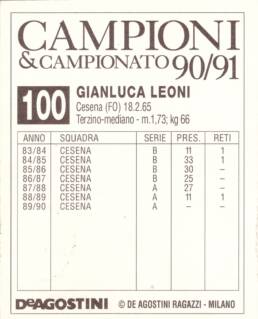 CAMPIONI
& CAMPIONATO 90/91
100 GIANLUCA LEONI
Cesena (FO) 18.2.65
Terzino-mediano - m.1,73; kg 66
ANNO SQUADRA SERIE PRES. RETI
83/84 CESENA B 11 1
84/85 CESENA B 33 1
85/86 CESENA B 30 –
86/87 CESENA B 25 –
87/88 CESENA A 27 –
88/89 CESENA A 11 1
89/90 CESENA A – –
DeAGOSTINI © DE AGOSTINI RAGAZZI - MILANO